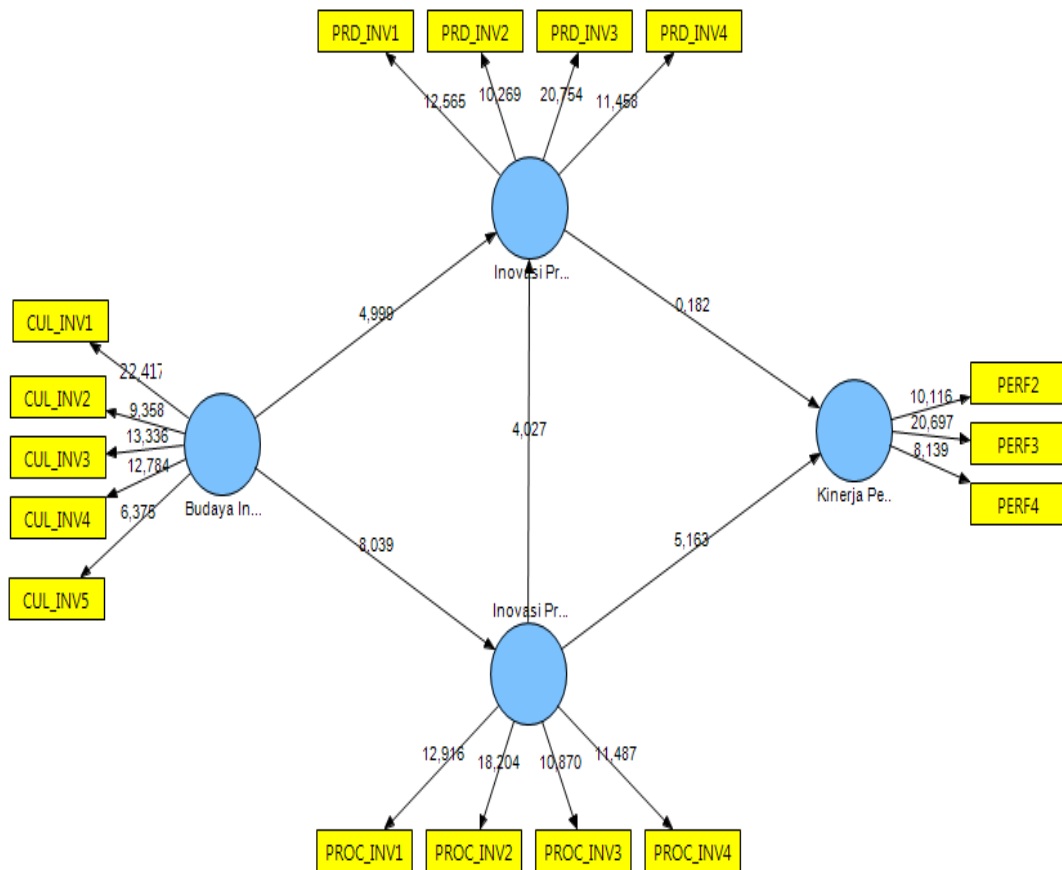 PRD_INV1 PRD_INV2 PRD_INV3 PRD_INV4
12,565 10,269 20,754 11,458
Inovasi Pr...
4,999
0,182
CUL_INV1
22,417
CUL_INV2
9,358
CUL_INV3
13,336
CUL_INV4
12,784
CUL_INV5
6,375
Budaya In...
4,027
PERF2
10,116
PERF3
20,697
PERF4
8,139
Kinerja Pe..
8,039
5,163
Inovasi Pr...
12,916 18,204 10,870 11,487
PROC_INV1 PROC_INV2 PROC_INV3 PROC_INV4